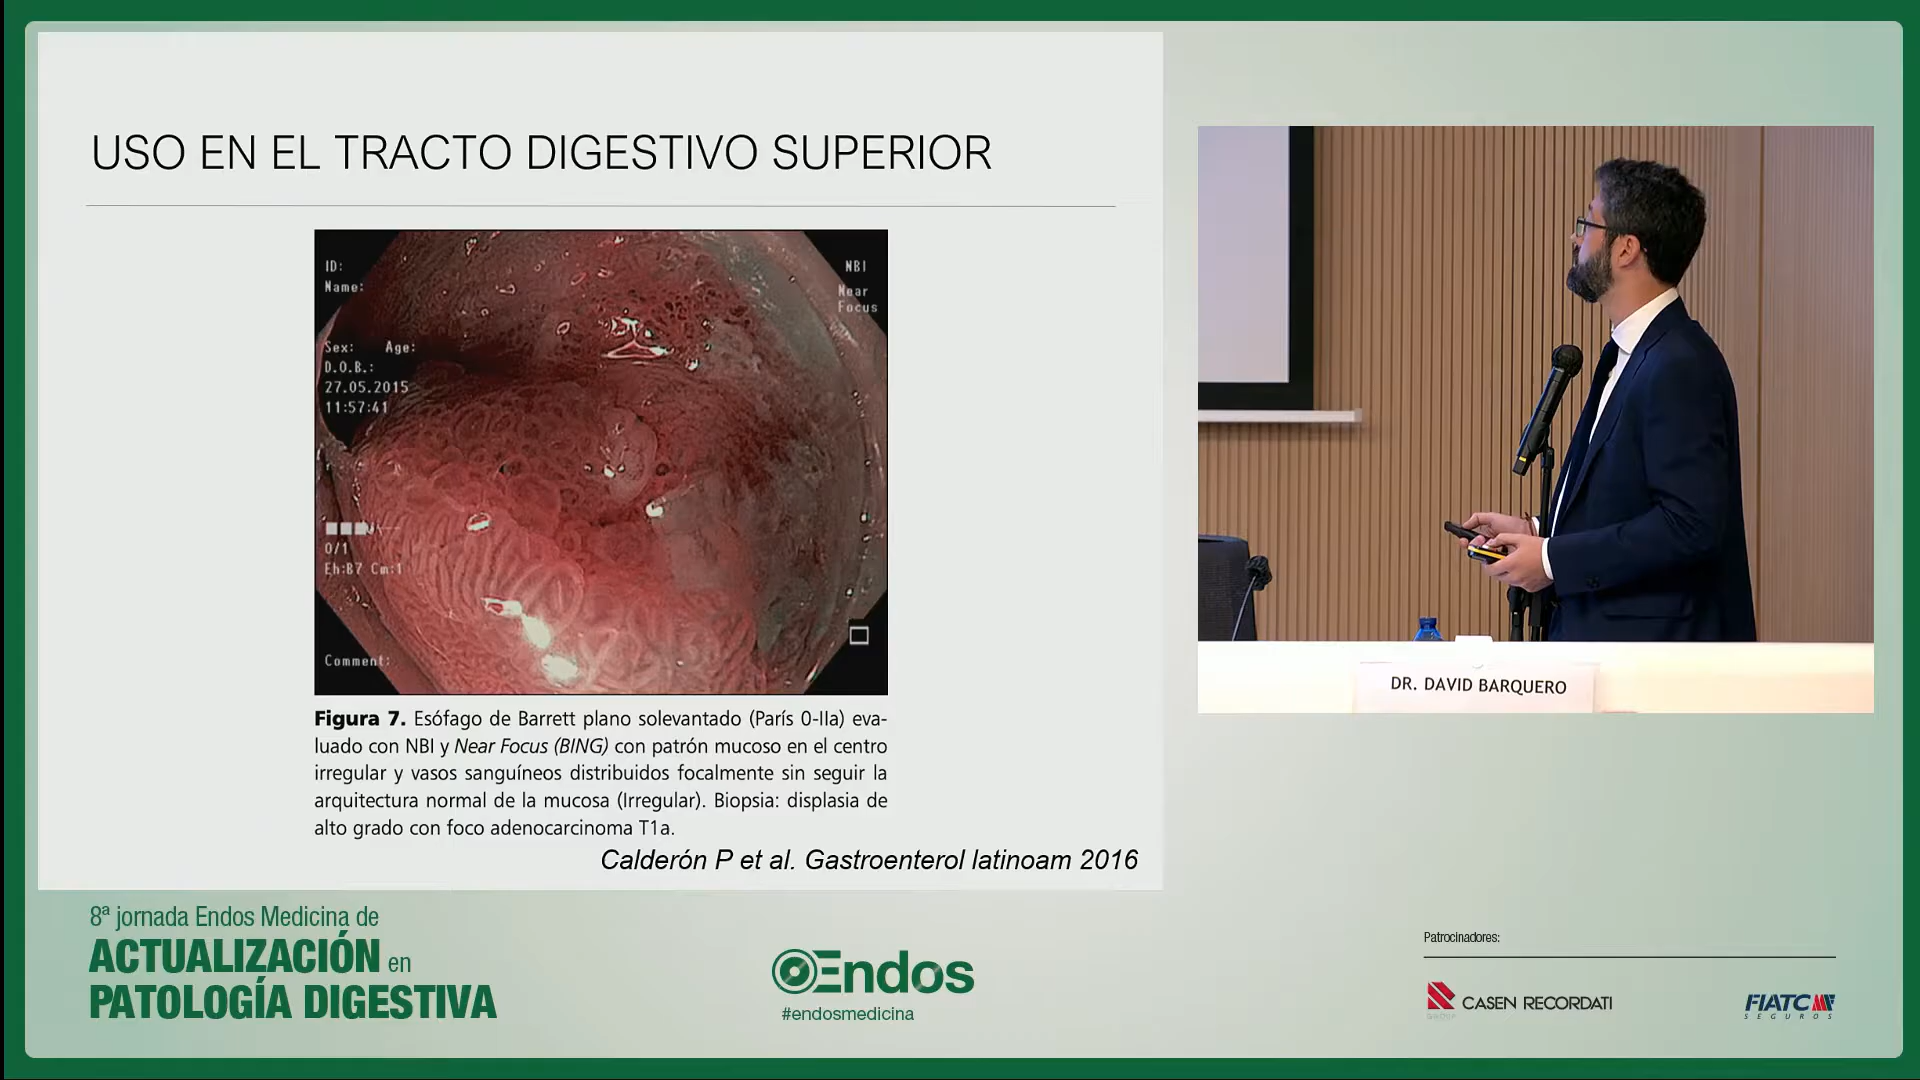 USO EN EL TRACTO DIGESTIVO SUPERIOR
ID:
Name:
NBI
Near
Focus
Sex: Age:
D.O.B.:
27.05.2015
11:57:41
0/1
Eh:B7 Cm:1
Comment:
Figura 7. Esófago de Barrett plano solevantado (París 0-IIa) eva-
luado con NBI y Near Focus (BING) con patrón mucoso en el centro
irregular y vasos sanguíneos distribuidos focalmente sin seguir la
arquitectura normal de la mucosa (Irregular). Biopsia: displasia de
alto grado con foco adenocarcinoma T1a.
Calderón P et al. Gastroenterol latinoam 2016
DR. DAVID BARQUERO
8ª jornada Endos Medicina de
ACTUALIZACIÓN en
PATOLOGÍA DIGESTIVA
Endos
#endosmedicina
Patrocinadores:
GROUP
CASEN RECORDATI
FIATC
SEGUROS